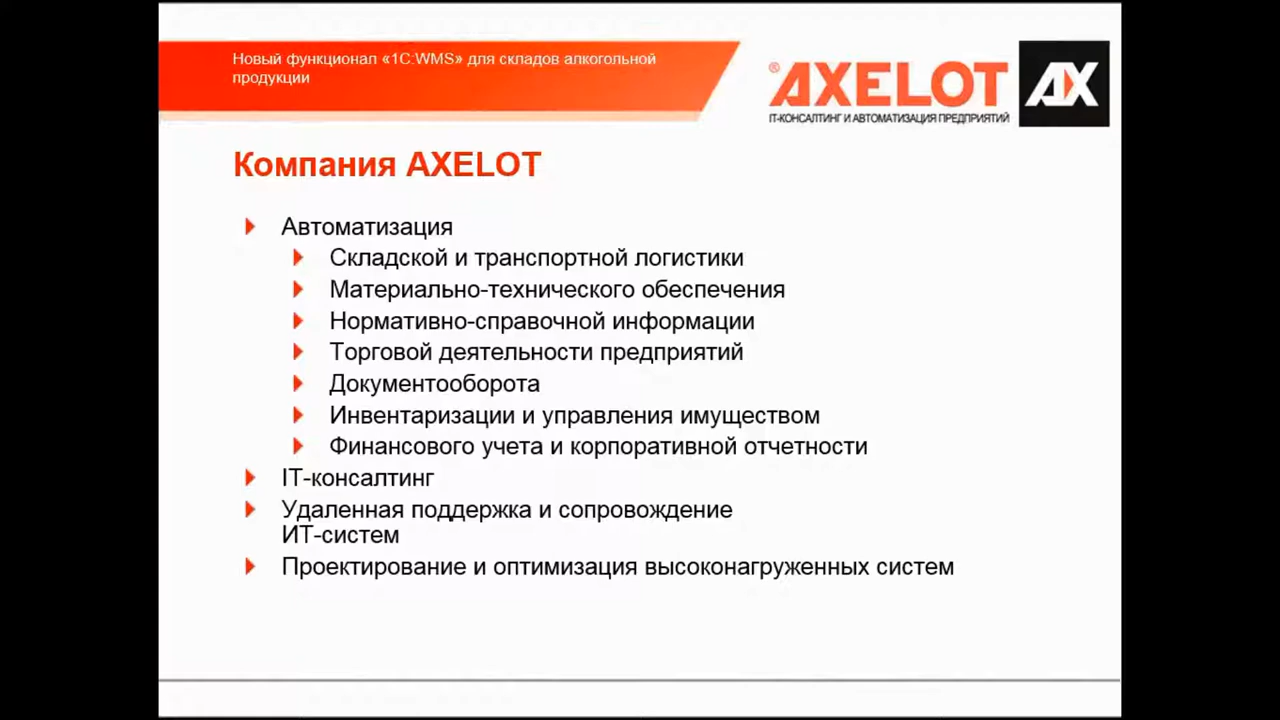 Новый функционал «1С:WMS» для складов алкогольной
продукции
® AXELOT AX
IT-КОНСАЛТИНГ И АВТОМАТИЗАЦИЯ ПРЕДПРИЯТИЙ
Компания AXELOT
Автоматизация
Складской и транспортной логистики
Материально-технического обеспечения
Нормативно-справочной информации
Торговой деятельности предприятий
Документооборота
Инвентаризации и управления имуществом
Финансового учета и корпоративной отчетности
IT-консалтинг
Удаленная поддержка и сопровождение
ИТ-систем
Проектирование и оптимизация высоконагруженных систем